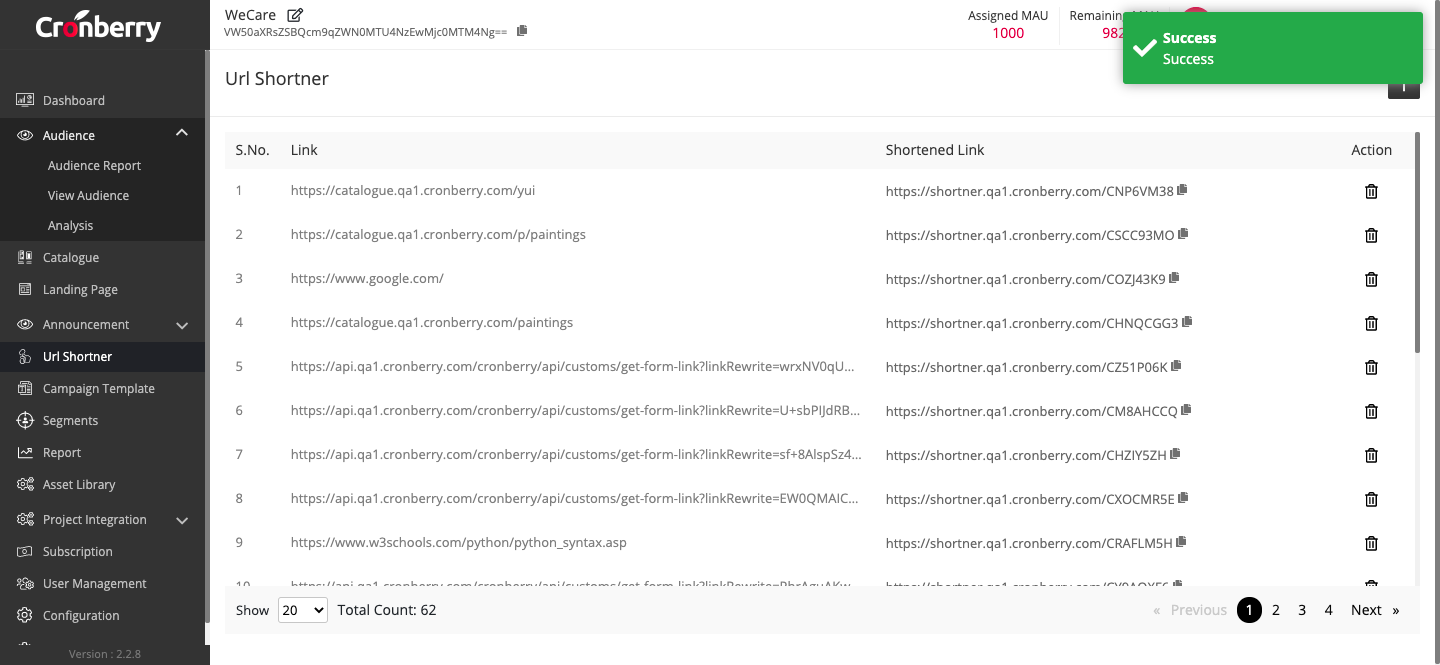 Cronberry
WeCare
VW50aXRsZSBQcm9qZWN0MTU4NzEwMjc0MTM4Ng==
Assigned MAU
1000
Remaining MAU
982
Success
Success
Url Shortner
Dashboard
Audience
Audience Report
View Audience
Analysis
Catalogue
Landing Page
Announcement
Url Shortner
Campaign Template
Segments
Report
Asset Library
Project Integration
Subscription
User Management
Configuration
Version : 2.2.8
S.No. Link Shortened Link Action
1 https://catalogue.qa1.cronberry.com/yui https://shortner.qa1.cronberry.com/CNP6VM38
2 https://catalogue.qa1.cronberry.com/p/paintings https://shortner.qa1.cronberry.com/CSCC93MO
3 https://www.google.com/ https://shortner.qa1.cronberry.com/COZJ43K9
4 https://catalogue.qa1.cronberry.com/paintings https://shortner.qa1.cronberry.com/CHNQCGG3
5 https://api.qa1.cronberry.com/cronberry/api/customs/get-form-link?linkRewrite=wrxNV0qU... https://shortner.qa1.cronberry.com/CZ51P06K
6 https://api.qa1.cronberry.com/cronberry/api/customs/get-form-link?linkRewrite=U+sbPlJdRB... https://shortner.qa1.cronberry.com/CM8AHCCQ
7 https://api.qa1.cronberry.com/cronberry/api/customs/get-form-link?linkRewrite=sf+8AlspSz4... https://shortner.qa1.cronberry.com/CHZIY5ZH
8 https://api.qa1.cronberry.com/cronberry/api/customs/get-form-link?linkRewrite=EW0QMAIC... https://shortner.qa1.cronberry.com/CXOCMR5E
9 https://www.w3schools.com/python/python_syntax.asp https://shortner.qa1.cronberry.com/CRAFLM5H
10
Show 20 Total Count: 62
« Previous 1 2 3 4 Next »